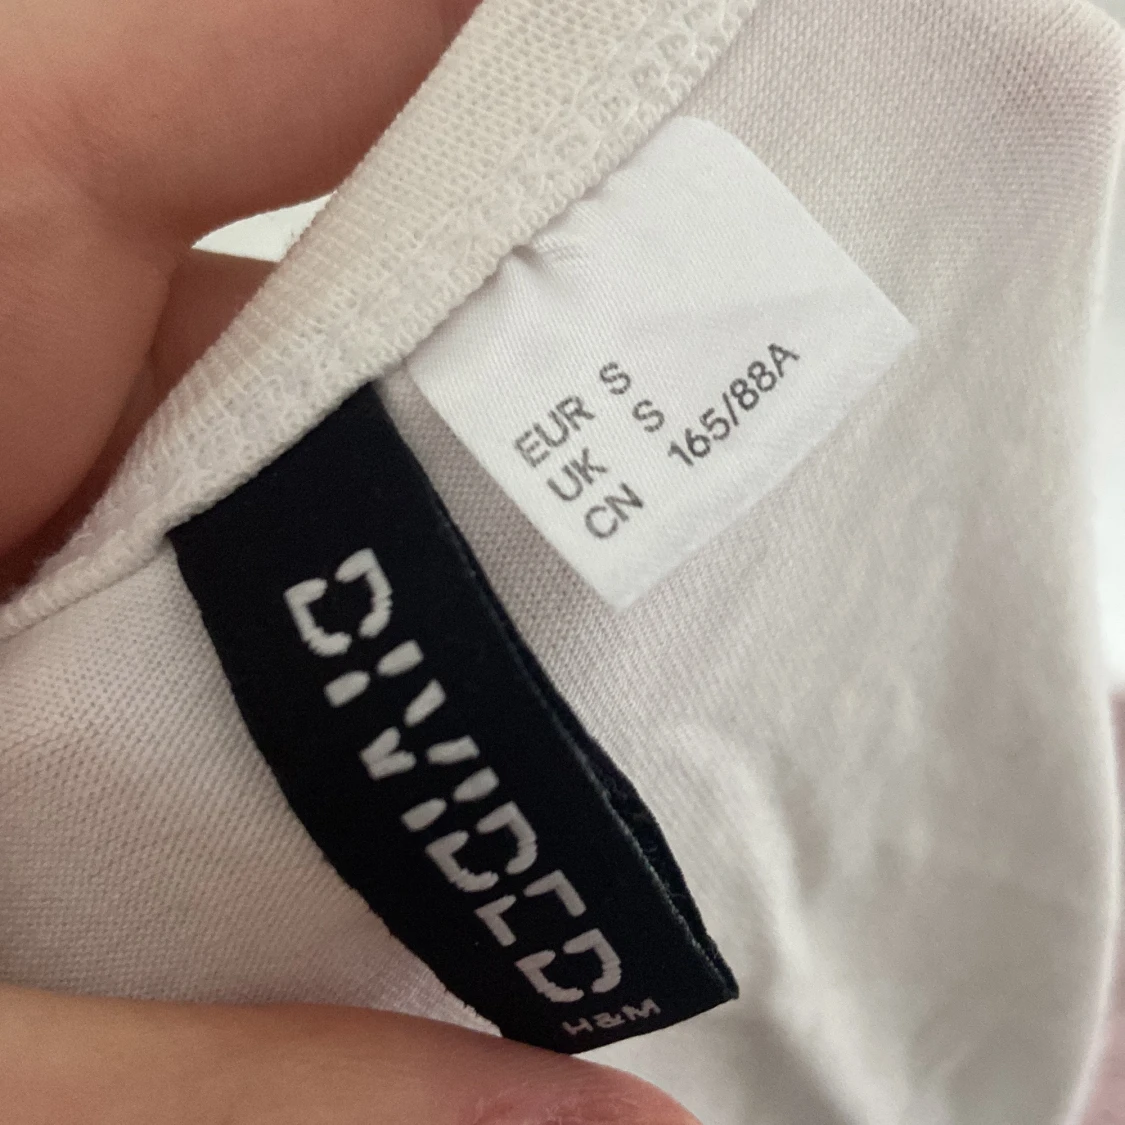 EUR S
UK S
CN 165/88A
DIVIDED
H&M